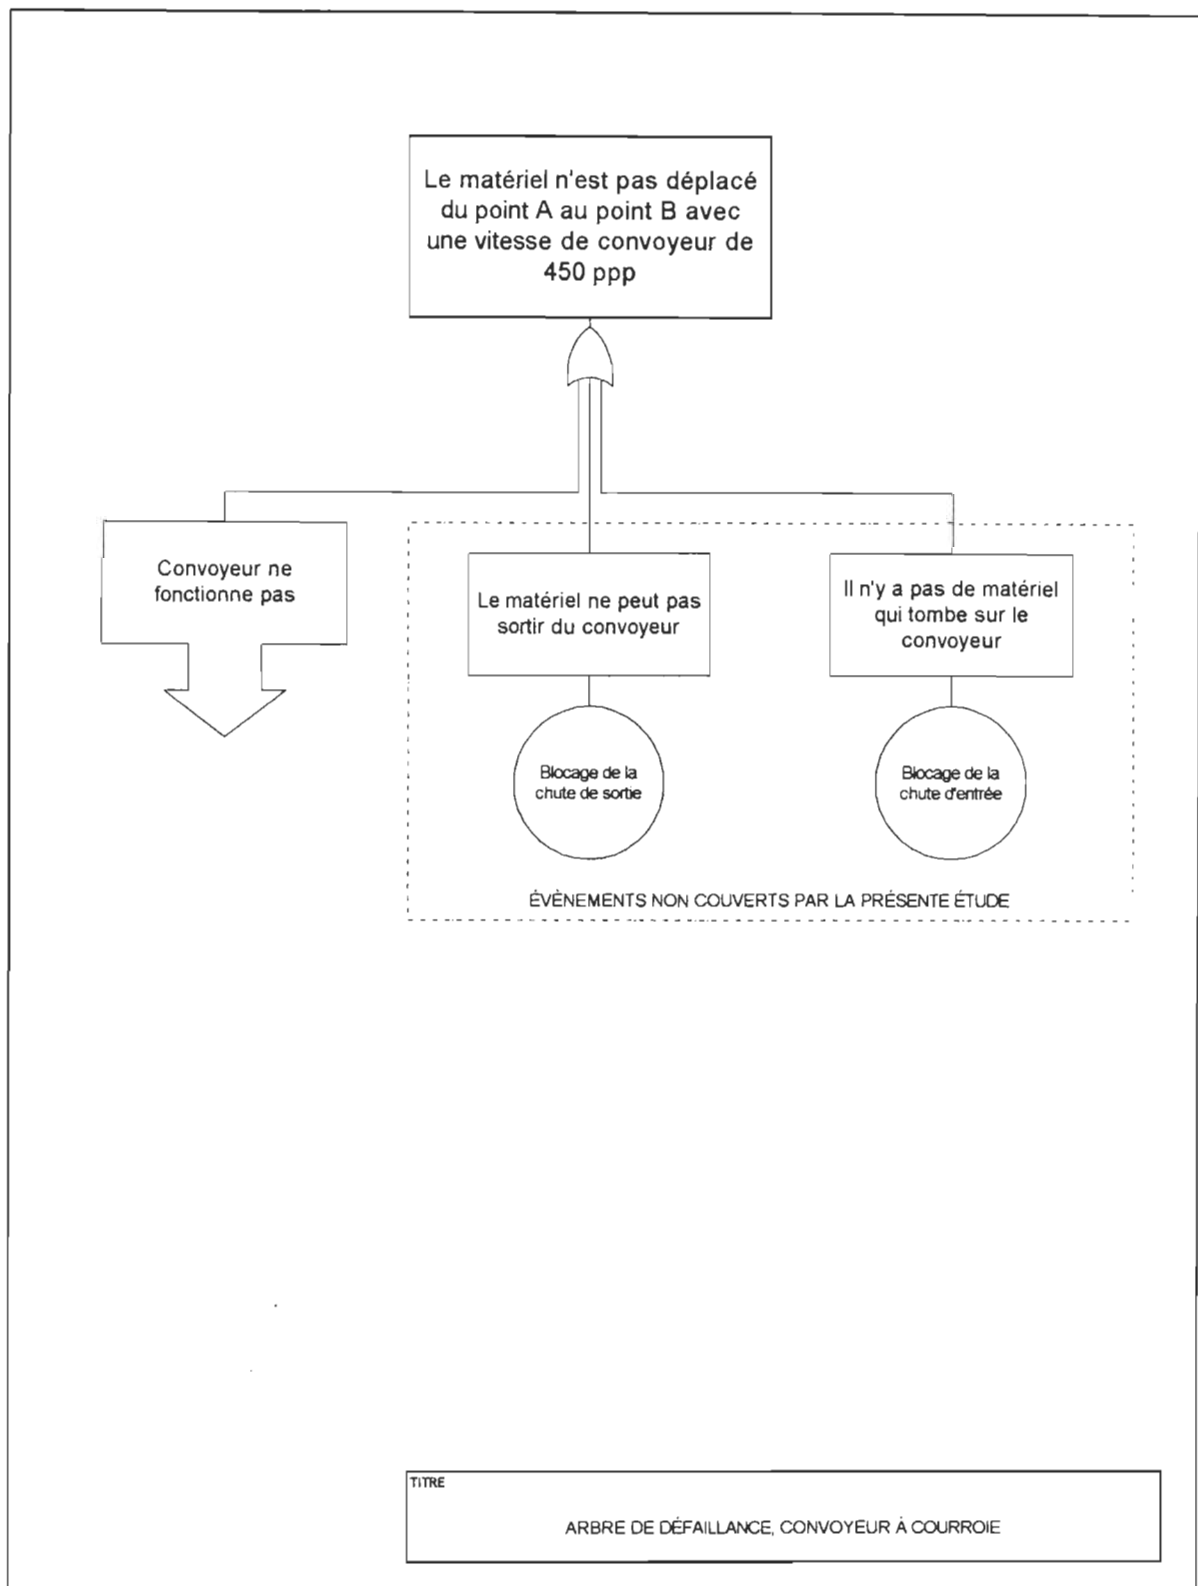 Le matériel n'est pas déplacé
du point A au point B avec
une vitesse de convoyeur de
450 ppp
Convoyeur ne
fonctionne pas
Le matériel ne peut pas
sortir du convoyeur
Il n'y a pas de matériel
qui tombe sur le
convoyeur
Blocage de la
chute de sortie
Blocage de la
chute d'entrée
ÉVÈNEMENTS NON COUVERTS PAR LA PRÉSENTE ÉTUDE
TITRE
ARBRE DE DÉFAILLANCE, CONVOYEUR À COURROIE